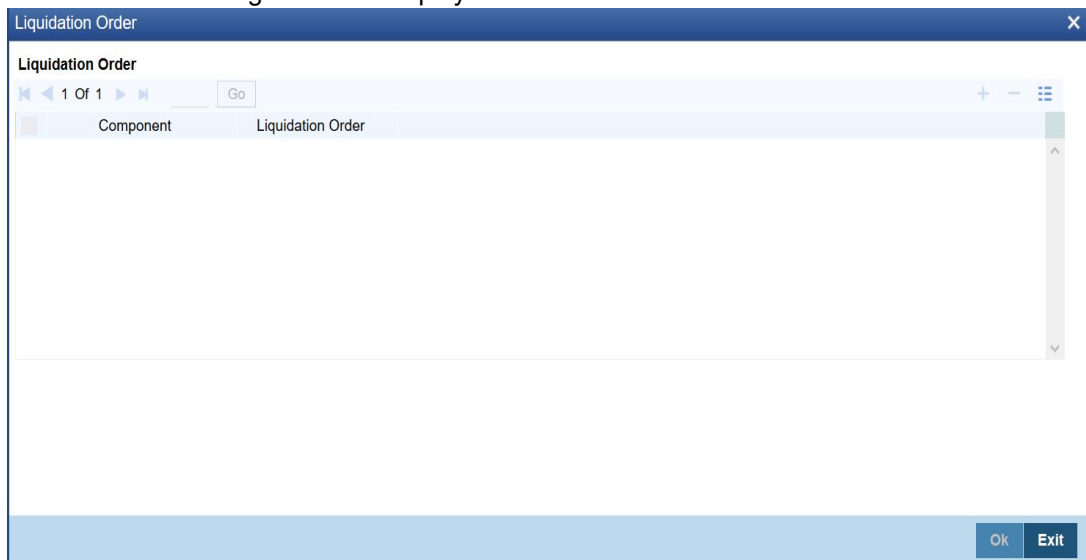 Liquidation Order
Liquidation Order
1 Of 1 Go
Component Liquidation Order
Ok Exit